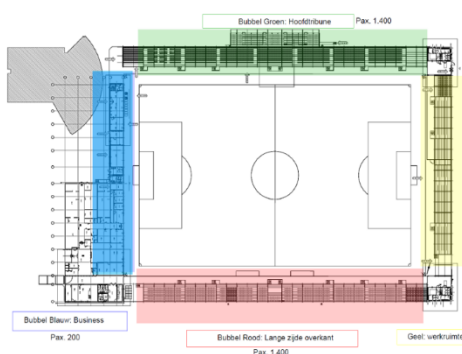 Bubbel Groen: Hoofdtribune Pax. 1.400
Bubbel Blauw: Business
Pax. 200
Bubbel Rood: Lange zijde overkant
Pax. 1.400
Geel: werkruimte